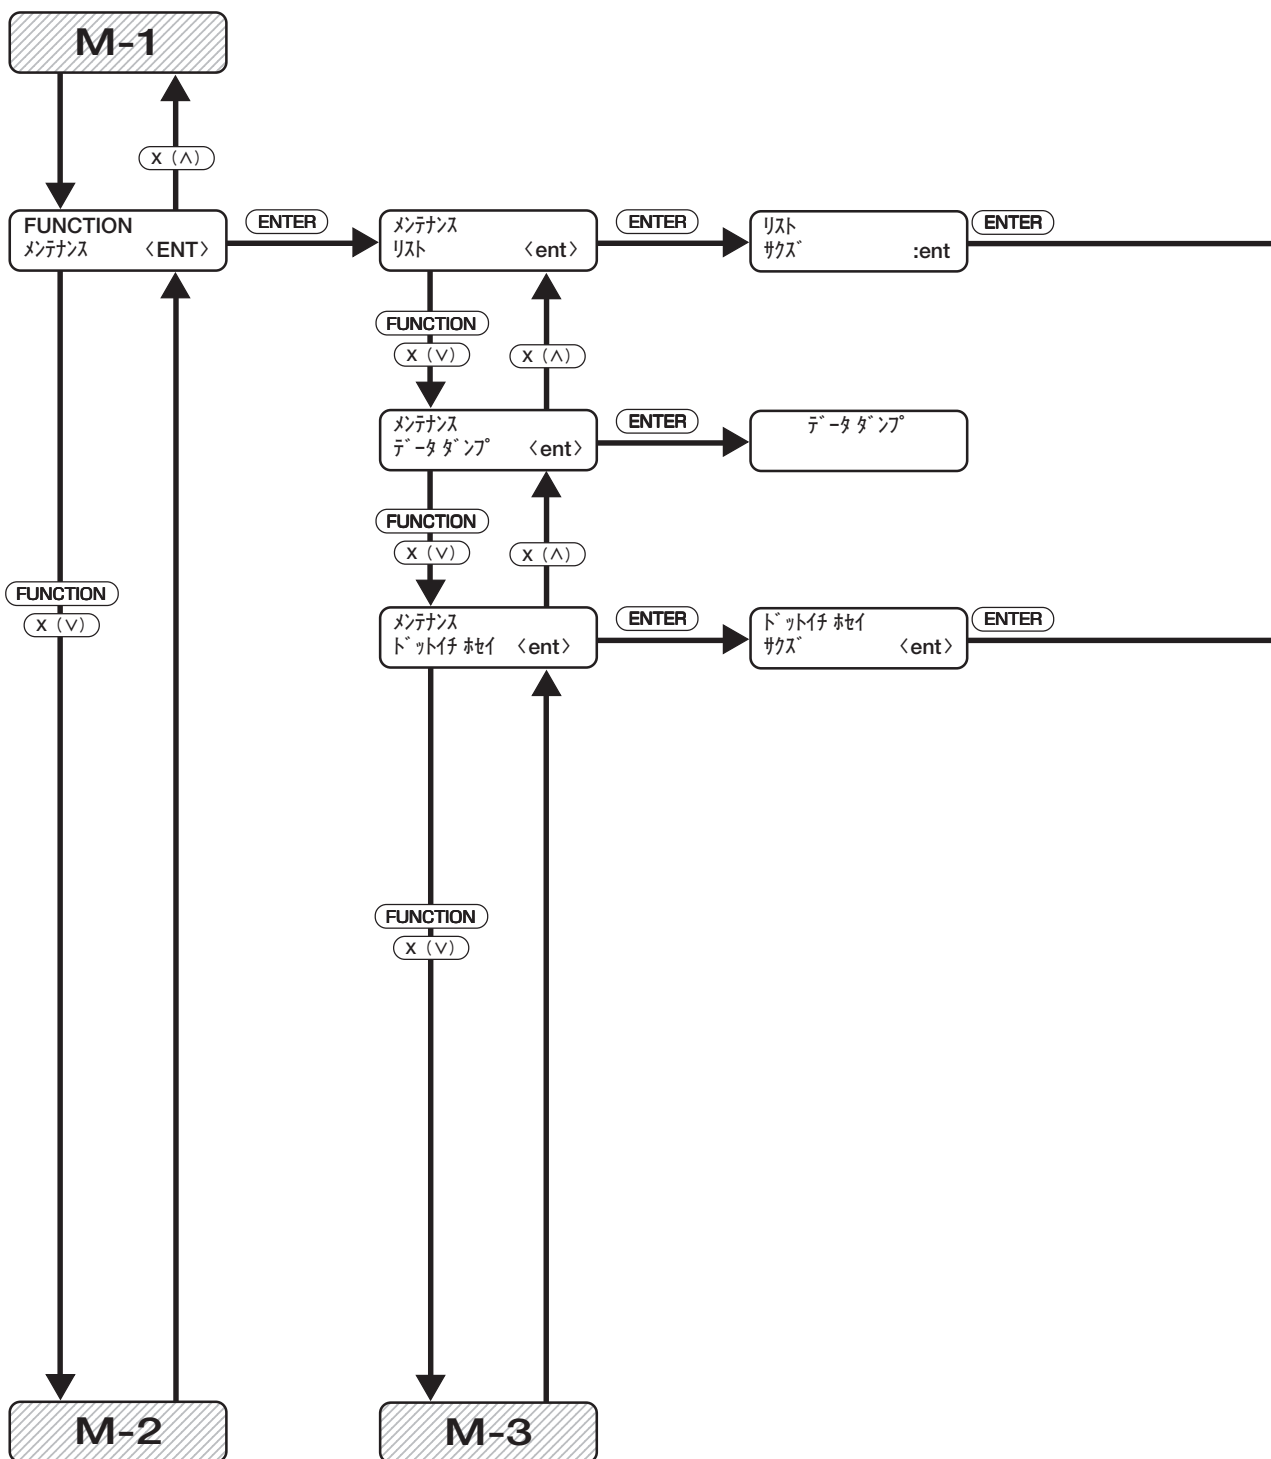 M-1
X (∧)
FUNCTION
ﾒﾝﾃﾅﾝｽ 〈ENT〉
ENTER
ﾒﾝﾃﾅﾝｽ
ﾘｽﾄ 〈ent〉
ENTER
ﾘｽﾄ
ｻｸｽﾞ :ent
ENTER
FUNCTION
X (∨)
X (∧)
ﾒﾝﾃﾅﾝｽ
ﾃﾞｰﾀ ﾀﾞﾝﾌﾟ 〈ent〉
ENTER
ﾃﾞｰﾀ ﾀﾞﾝﾌﾟ
FUNCTION
X (∨)
X (∧)
FUNCTION
X (∨)
ﾒﾝﾃﾅﾝｽ
ﾄﾞｯﾄｲﾁ ﾎｾｲ 〈ent〉
ENTER
ﾄﾞｯﾄｲﾁ ﾎｾｲ
ｻｸｽﾞ 〈ent〉
ENTER
FUNCTION
X (∨)
M-2
M-3